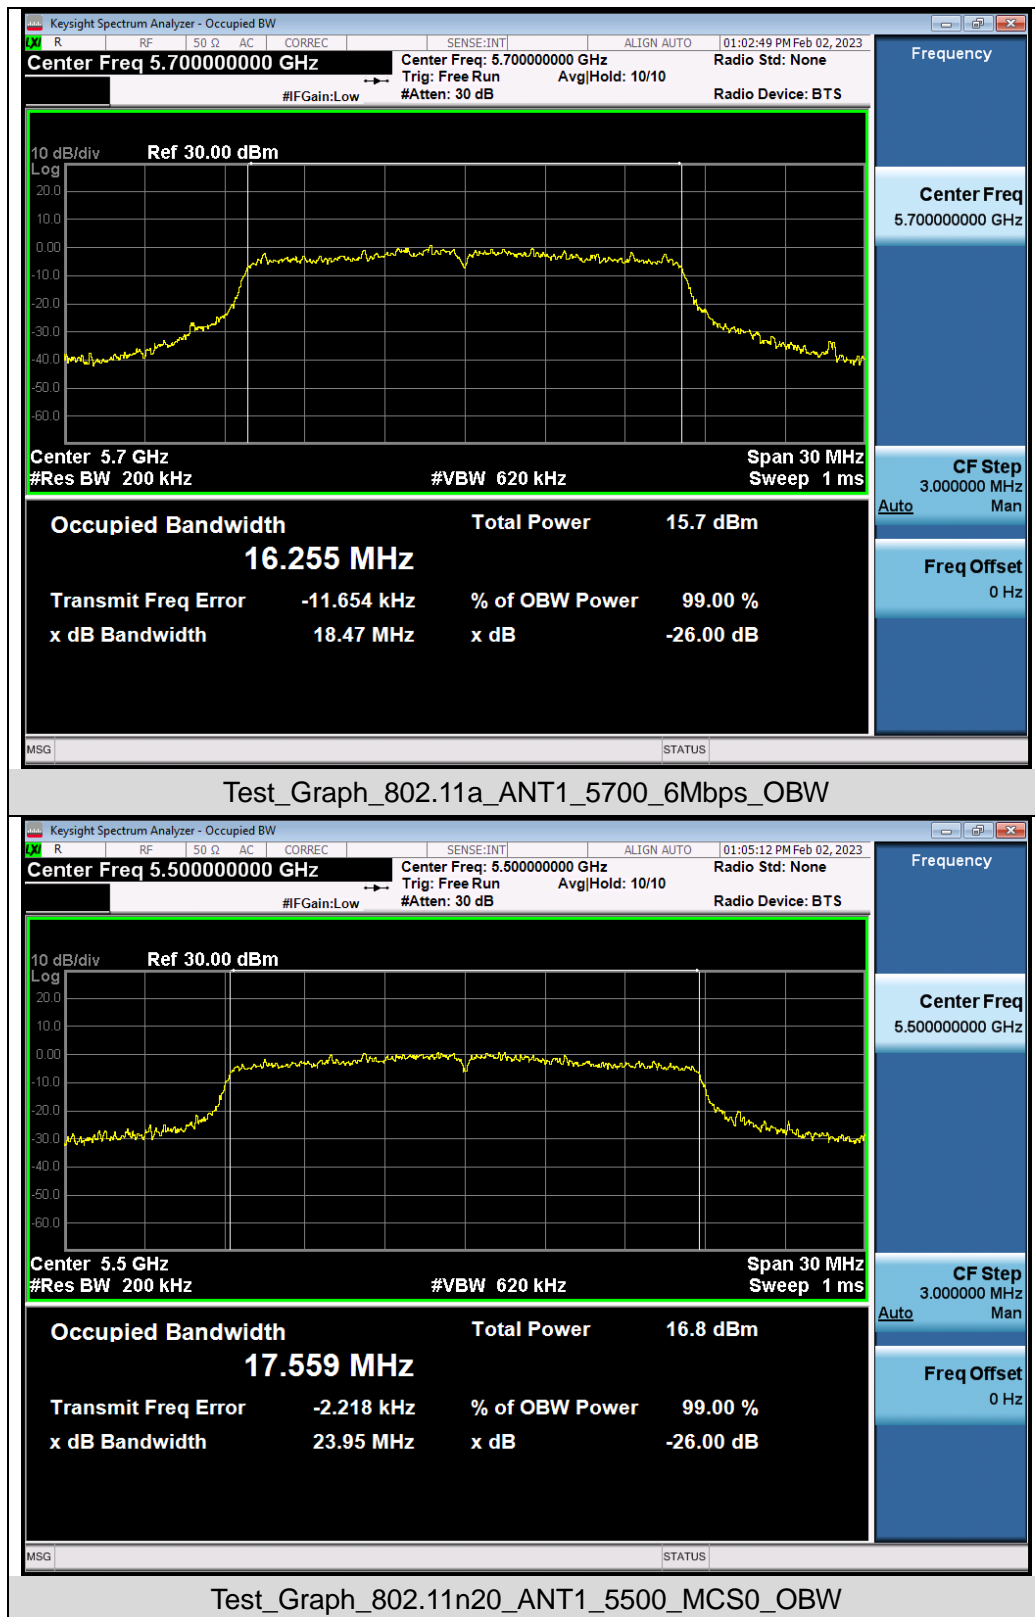 Keysight Spectrum Analyzer - Occupied BW
LXI R RF 50 Ω AC CORREC SENSE:INT ALIGN AUTO 01:02:49 PM Feb 02, 2023
Center Freq 5.700000000 GHz Center Freq: 5.700000000 GHz Radio Std: None
Trig: Free Run Avg|Hold: 10/10
#IFGain:Low #Atten: 30 dB Radio Device: BTS
Frequency
10 dB/div Ref 30.00 dBm
Log
20.0
10.0
0.00
-10.0
-20.0
-30.0
-40.0
-50.0
-60.0
Center 5.7 GHz Span 30 MHz
#Res BW 200 kHz #VBW 620 kHz Sweep 1 ms
Center Freq
5.700000000 GHz
CF Step
3.000000 MHz
Auto Man
Freq Offset
0 Hz
Occupied Bandwidth Total Power 15.7 dBm
16.255 MHz
Transmit Freq Error -11.654 kHz % of OBW Power 99.00 %
x dB Bandwidth 18.47 MHz x dB -26.00 dB
MSG STATUS
Test_Graph_802.11a_ANT1_5700_6Mbps_OBW
Keysight Spectrum Analyzer - Occupied BW
LXI R RF 50 Ω AC CORREC SENSE:INT ALIGN AUTO 01:05:12 PM Feb 02, 2023
Center Freq 5.500000000 GHz Center Freq: 5.500000000 GHz Radio Std: None
Trig: Free Run Avg|Hold: 10/10
#IFGain:Low #Atten: 30 dB Radio Device: BTS
Frequency
10 dB/div Ref 30.00 dBm
Log
20.0
10.0
0.00
-10.0
-20.0
-30.0
-40.0
-50.0
-60.0
Center 5.5 GHz Span 30 MHz
#Res BW 200 kHz #VBW 620 kHz Sweep 1 ms
Center Freq
5.500000000 GHz
CF Step
3.000000 MHz
Auto Man
Freq Offset
0 Hz
Occupied Bandwidth Total Power 16.8 dBm
17.559 MHz
Transmit Freq Error -2.218 kHz % of OBW Power 99.00 %
x dB Bandwidth 23.95 MHz x dB -26.00 dB
MSG STATUS
Test_Graph_802.11n20_ANT1_5500_MCS0_OBW